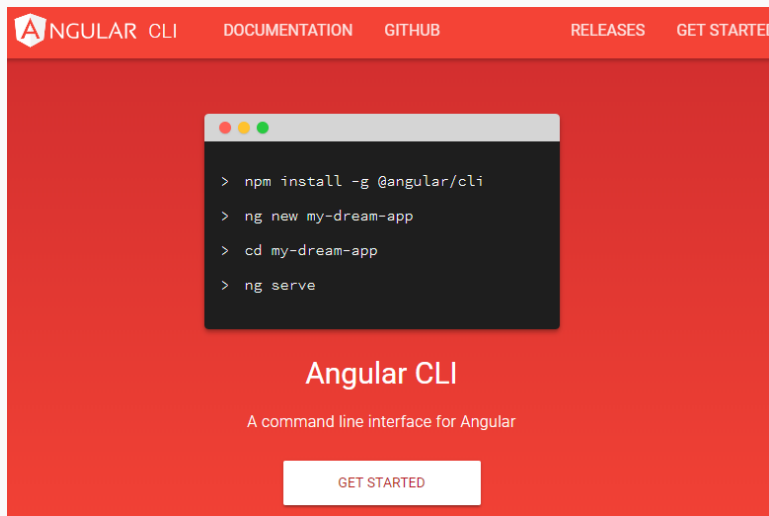 ANGULAR CLI DOCUMENTATION GITHUB RELEASES GET STARTED
> npm install -g @angular/cli
> ng new my-dream-app
> cd my-dream-app
> ng serve
Angular CLI
A command line interface for Angular
GET STARTED